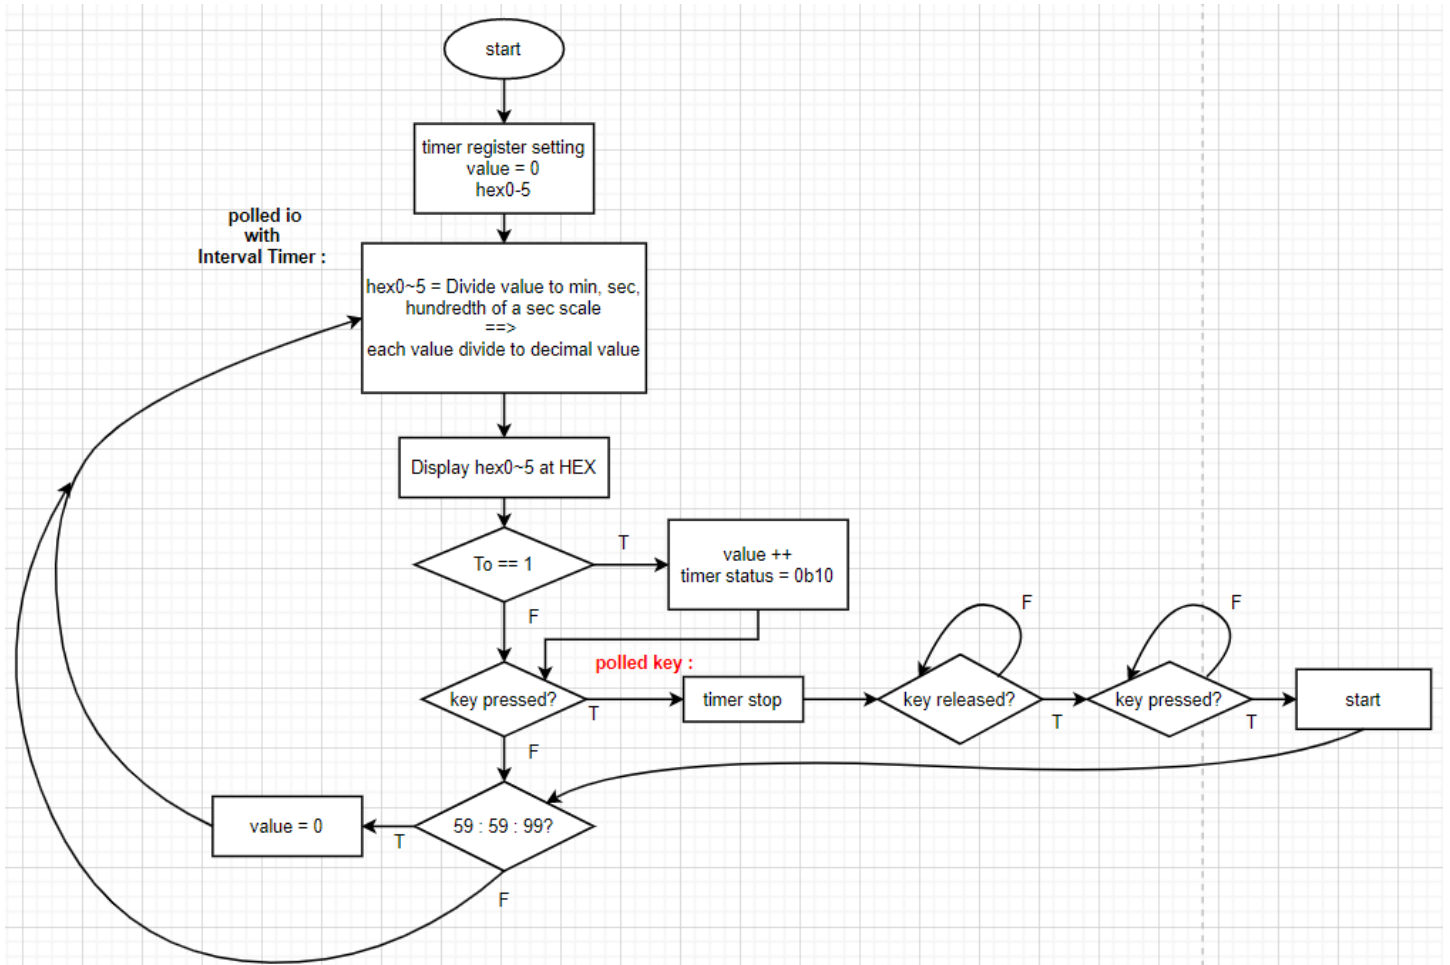 start
timer register setting
value = 0
hex0-5
polled io
with
Interval Timer :
hex0~5 = Divide value to min, sec,
hundredth of a sec scale
==>
each value divide to decimal value
Display hex0~5 at HEX
To == 1
T
value ++
timer status = 0b10
F
polled key :
key pressed?
T
timer stop
key released?
F
T
key pressed?
F
T
start
F
59 : 59 : 99?
T
value = 0
F